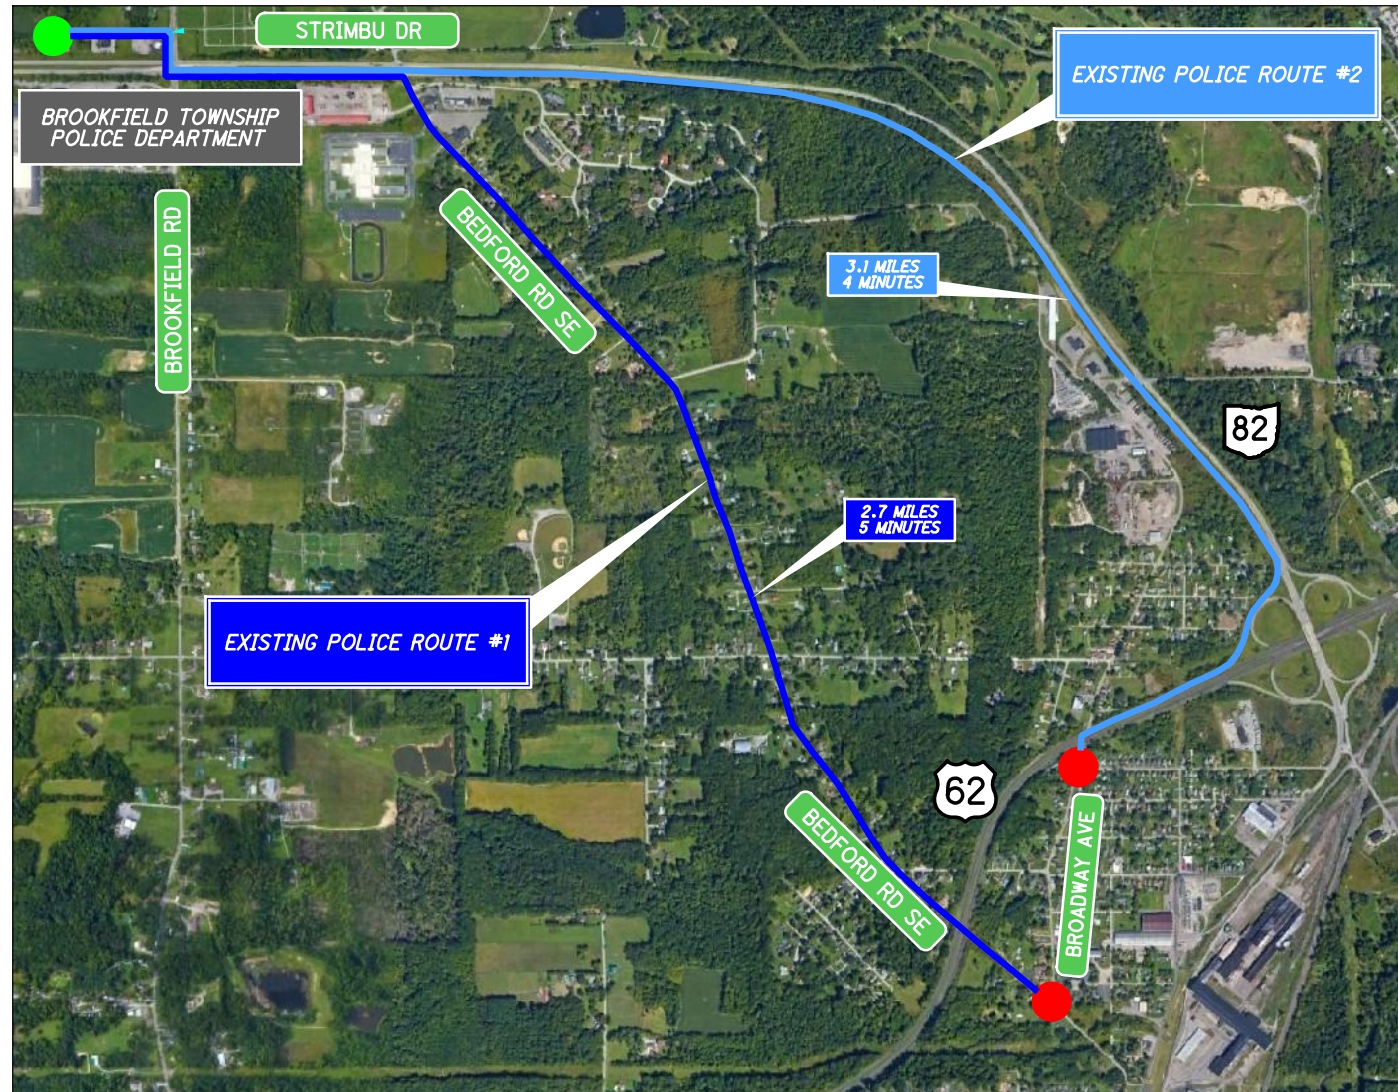 STRIMBU DR
EXISTING POLICE ROUTE #2
BROOKFIELD TOWNSHIP
POLICE DEPARTMENT
BROOKFIELD RD
BEDFORD RD SE
3.1 MILES
4 MINUTES
82
2.7 MILES
5 MINUTES
EXISTING POLICE ROUTE #1
62
BEDFORD RD SE
BROADWAY AVE